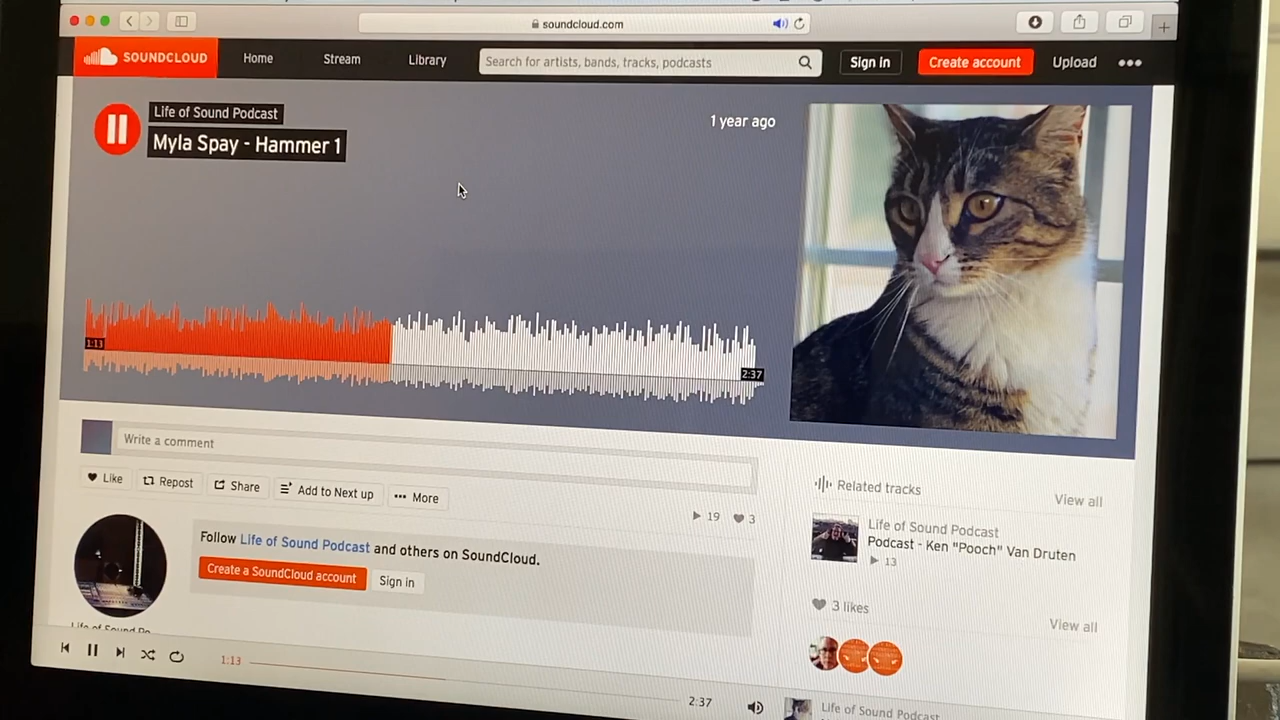 soundcloud.com
SOUNDCLOUD Home Stream Library Search for artists, bands, tracks, podcasts Sign in Create account Upload
Life of Sound Podcast
1 year ago
Myla Spay - Hammer 1
1:13
2:37
Write a comment
Like Repost Share Add to Next up More
19 3
Follow Life of Sound Podcast and others on SoundCloud.
Create a SoundCloud account Sign in
Life of Sound Po
Related tracks View all
Life of Sound Podcast
Podcast - Ken "Pooch" Van Druten
13
3 likes View all
1:13 2:37
Life of Sound Podcast